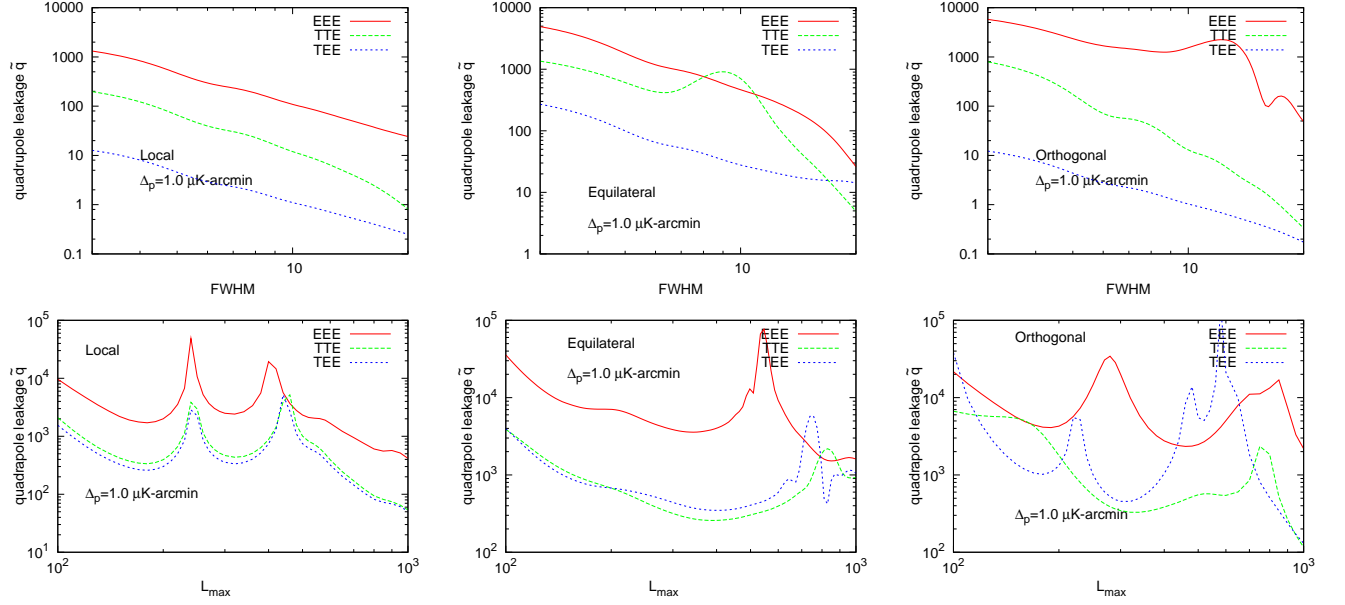 quadrupole leakage q̃
10000
1000
100
10
1
0.1
10
FWHM
EEE
TTE
TEE
Local
Δp=1.0 μK-arcmin
quadrupole leakage q̃
10000
1000
100
10
1
1
10
FWHM
EEE
TTE
TEE
Equilateral
Δp=1.0 μK-arcmin
quadrupole leakage q̃
10000
1000
100
10
1
0.1
10
FWHM
EEE
TTE
TEE
Orthogonal
Δp=1.0 μK-arcmin
quadrapole leakage q̃
10^5
10^4
10^3
10^2
10^1
10^2
10^3
Lmax
EEE
TTE
TEE
Local
Δp=1.0 μK-arcmin
quadrapole leakage q̃
10^5
10^4
10^3
10^2
10^2
10^3
Lmax
EEE
TTE
TEE
Equilateral
Δp=1.0 μK-arcmin
quadrapole leakage q̃
10^5
10^4
10^3
10^2
10^2
10^3
Lmax
EEE
TTE
TEE
Orthogonal
Δp=1.0 μK-arcmin